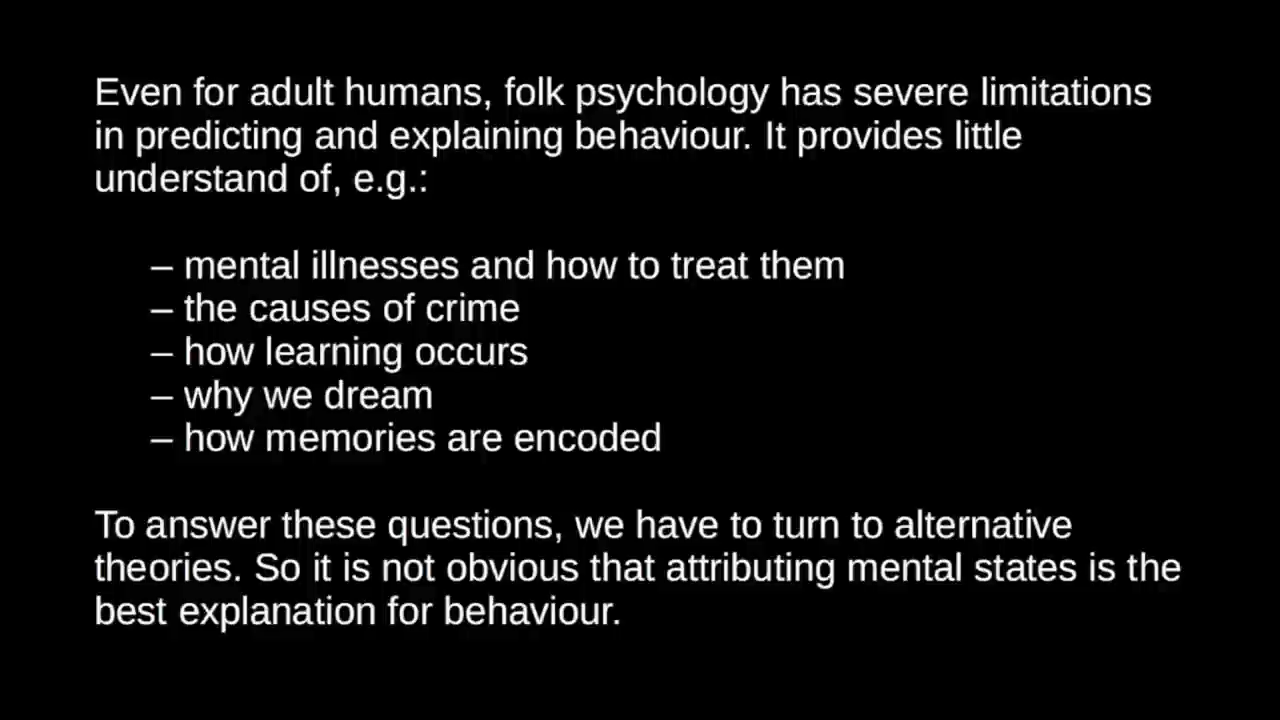 Even for adult humans, folk psychology has severe limitations
in predicting and explaining behaviour. It provides little
understand of, e.g.:
– mental illnesses and how to treat them
– the causes of crime
– how learning occurs
– why we dream
– how memories are encoded
To answer these questions, we have to turn to alternative
theories. So it is not obvious that attributing mental states is the
best explanation for behaviour.